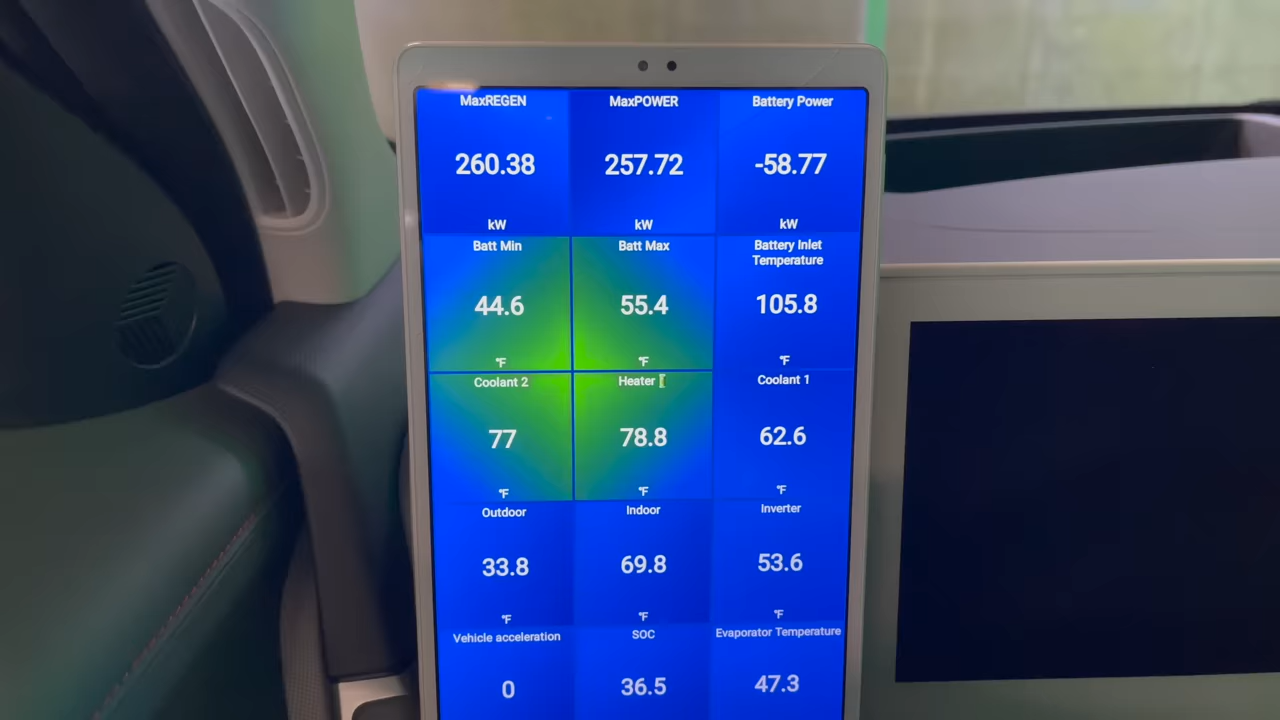 MaxREGEN MaxPOWER Battery Power
260.38 257.72 -58.77
kW kW kW
Batt Min Batt Max Battery Inlet
Temperature
44.6 55.4 105.8
°F °F °F
Coolant 2 Heater Coolant 1
77 78.8 62.6
°F °F °F
Outdoor Indoor Inverter
33.8 69.8 53.6
°F °F °F
Vehicle acceleration SOC Evaporator Temperature
0 36.5 47.3